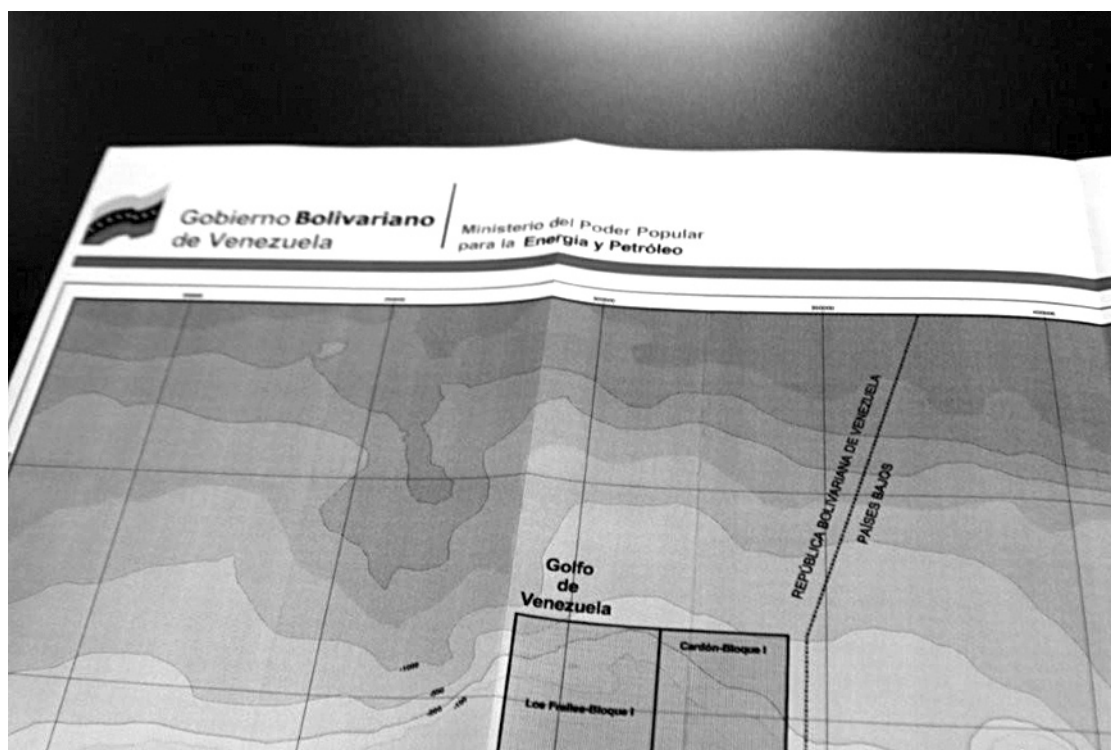 Gobierno Bolivariano
de Venezuela
Ministerio del Poder Popular
para la Energía y Petróleo
REPÚBLICA BOLIVARIANA DE VENEZUELA
PAÍSES BAJOS
Golfo
de
Venezuela
Cardón-Bloque I
Los Frailes-Bloque I
-1000